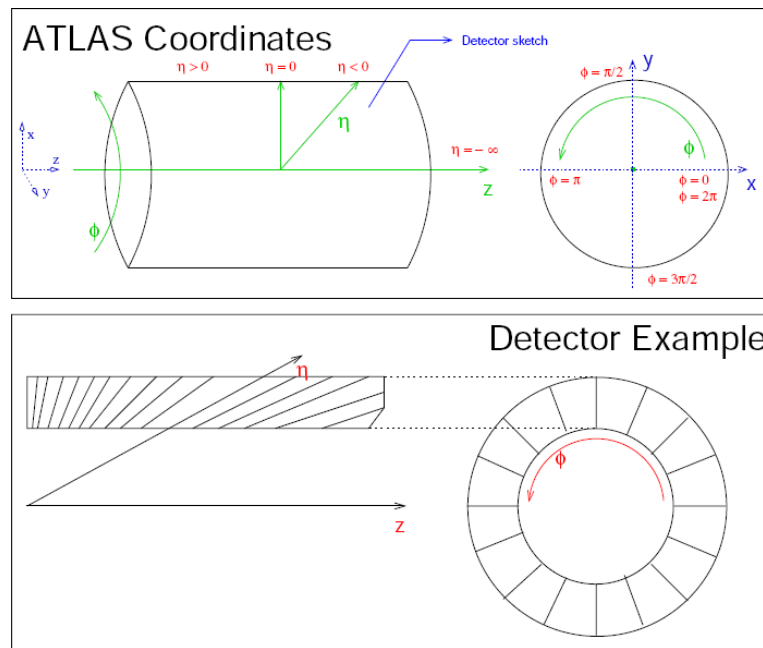 ATLAS Coordinates
Detector sketch
η > 0
η = 0
η < 0
η
η = − ∞
z
x
z
y
ϕ
y
ϕ = π/2
ϕ
ϕ = π
ϕ = 0
ϕ = 2π
x
ϕ = 3π/2
Detector Example
η
z
ϕ